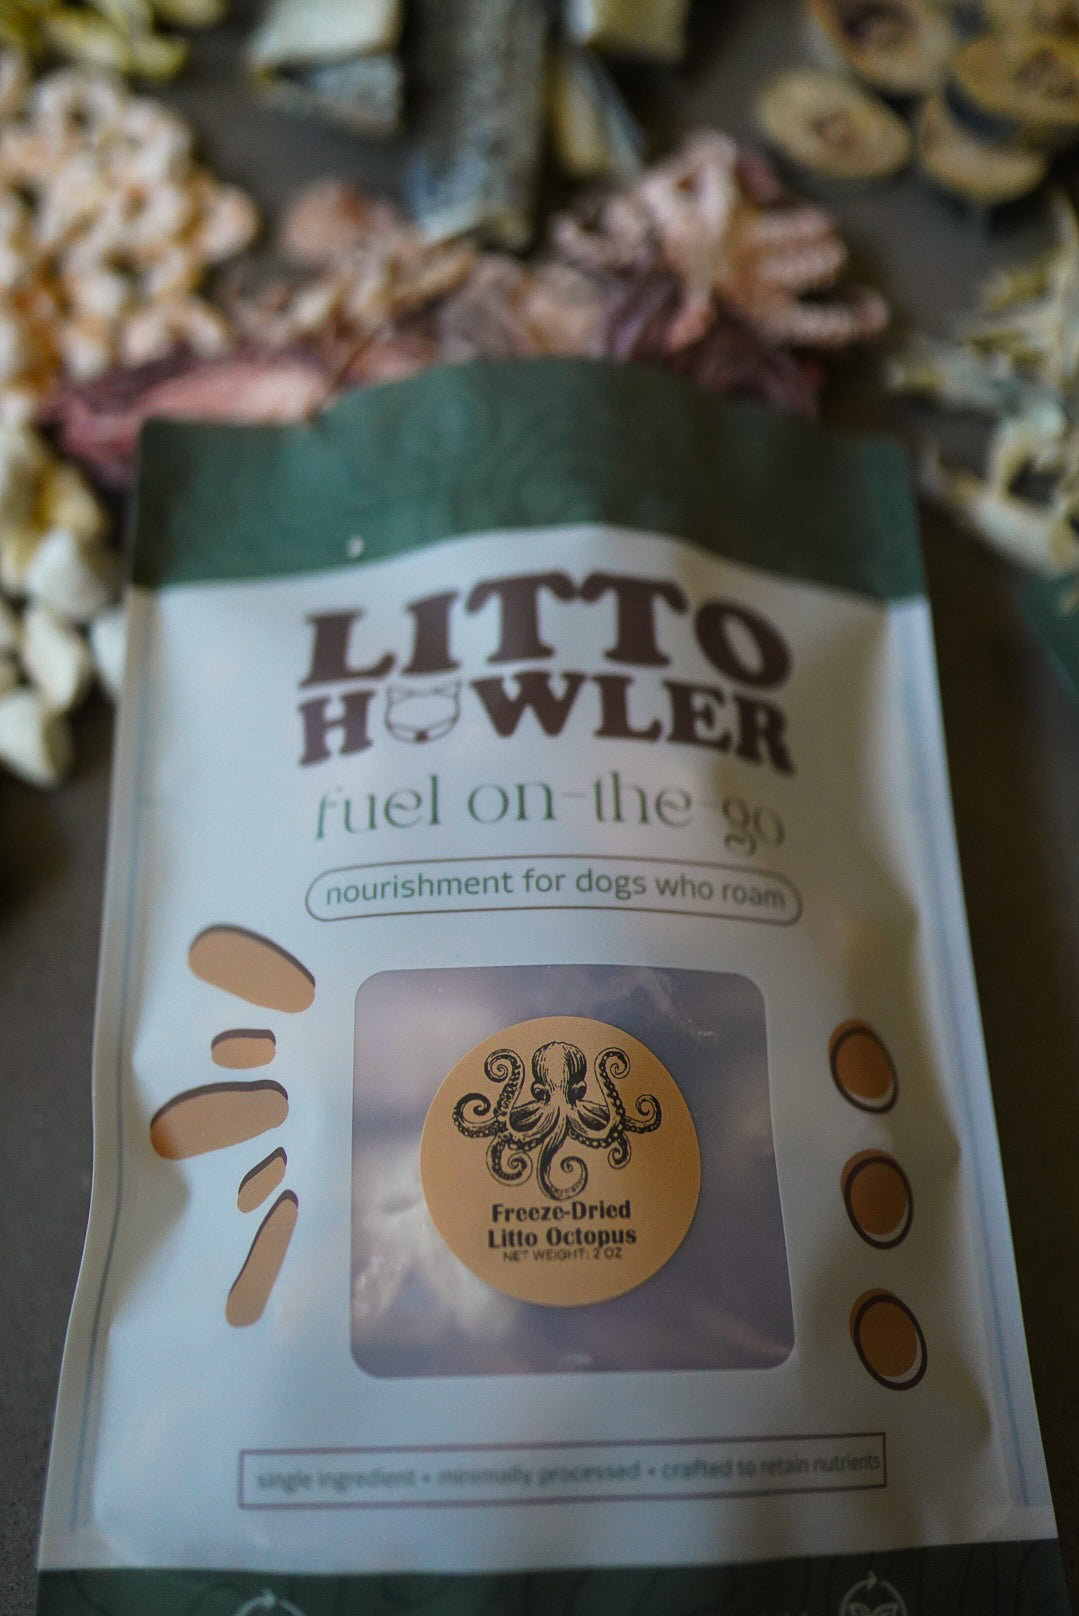 LITTO
HOWLER
fuel on-the-go
nourishment for dogs who roam
Freeze-Dried
Litto Octopus
NET WEIGHT: 2 OZ
single ingredient • minimally processed • crafted to retain nutrients